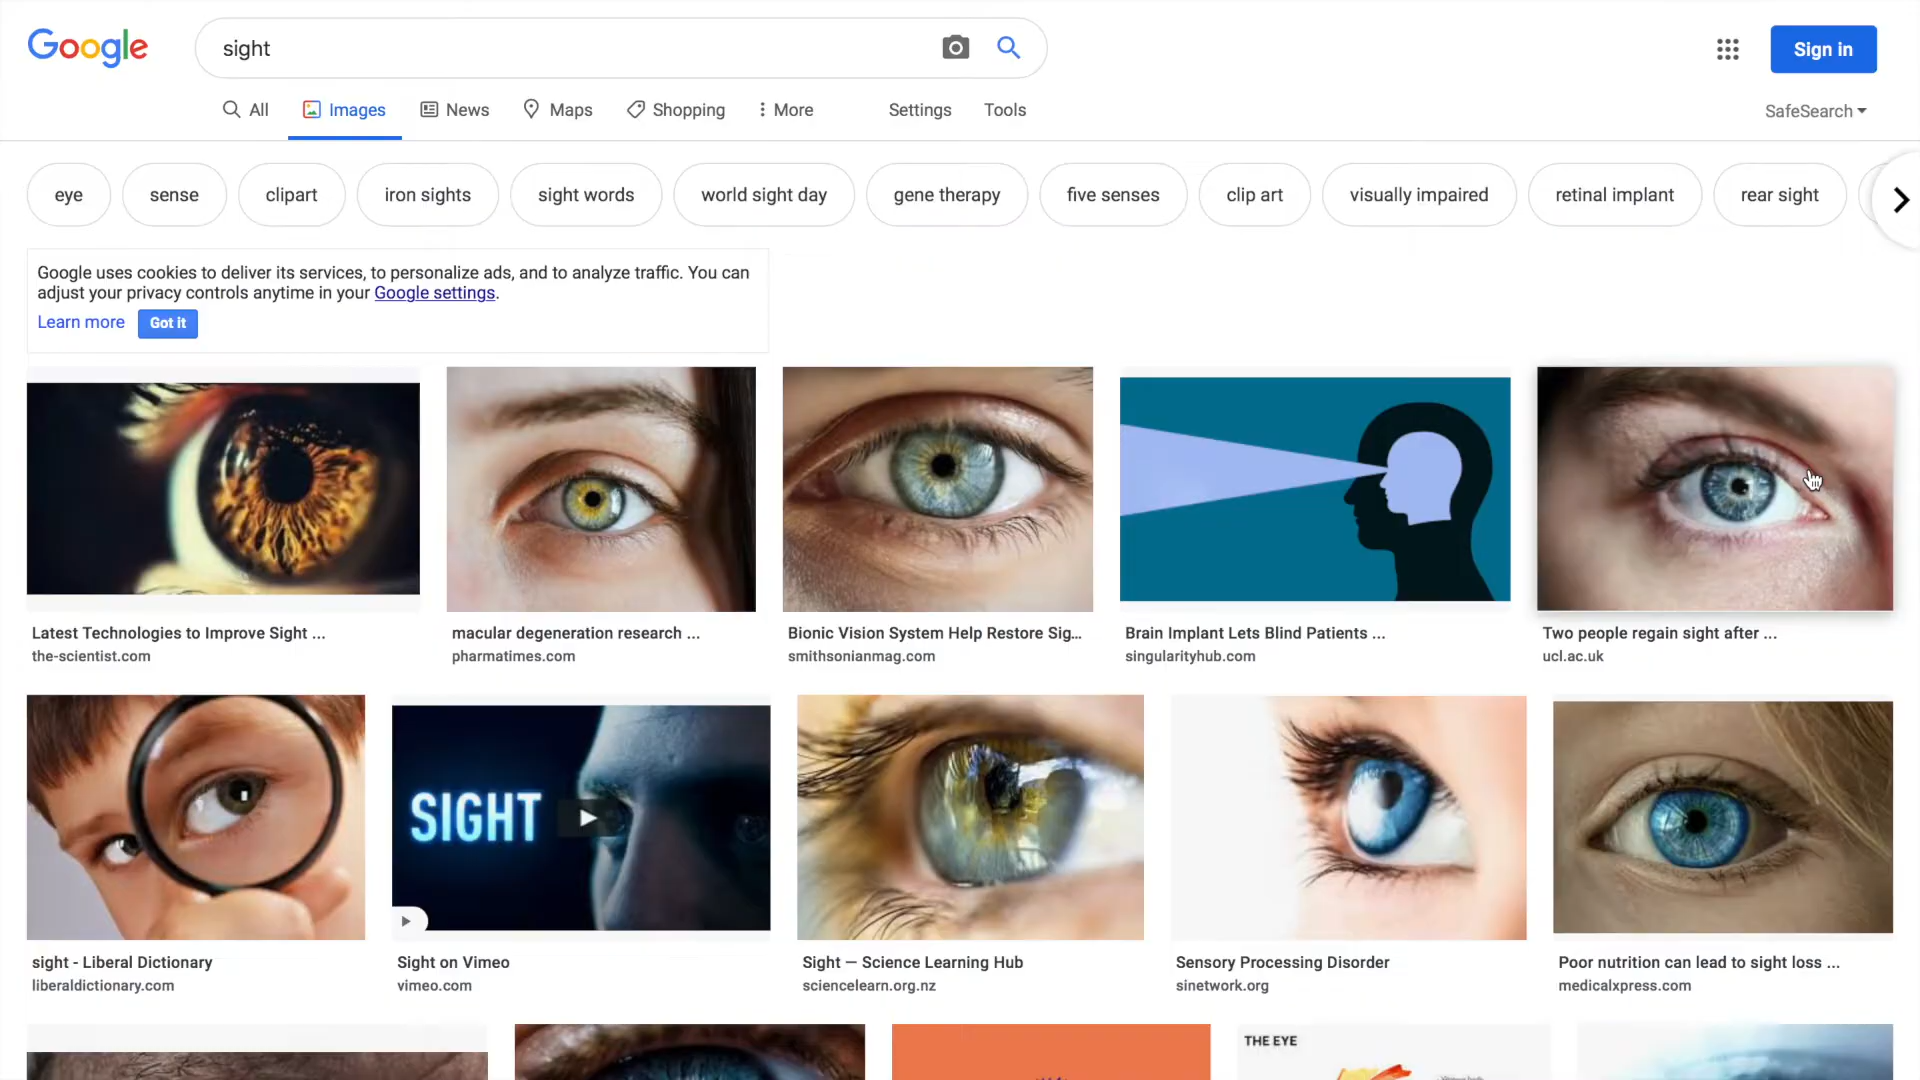 Google
sight
Sign in
All
Images
News
Maps
Shopping
More
Settings
Tools
SafeSearch
eye
sense
clipart
iron sights
sight words
world sight day
gene therapy
five senses
clip art
visually impaired
retinal implant
rear sight
Google uses cookies to deliver its services, to personalize ads, and to analyze traffic. You can
adjust your privacy controls anytime in your Google settings.
Learn more
Got it
Latest Technologies to Improve Sight ...
the-scientist.com
macular degeneration research ...
pharmatimes.com
Bionic Vision System Help Restore Sig...
smithsonianmag.com
Brain Implant Lets Blind Patients ...
singularityhub.com
Two people regain sight after ...
ucl.ac.uk
SIGHT
sight - Liberal Dictionary
liberaldictionary.com
Sight on Vimeo
vimeo.com
Sight — Science Learning Hub
sciencelearn.org.nz
Sensory Processing Disorder
sinetwork.org
Poor nutrition can lead to sight loss ...
medicalxpress.com
THE EYE